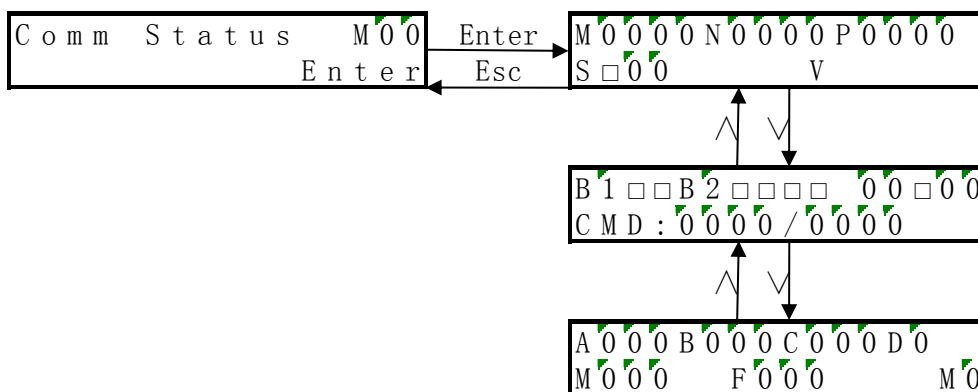 Comm Status M00
Enter
Enter
Esc
M0000N0000P0000
S□00 V
∧ ∨
B1□□B2□□□□ 00□00
CMD:0000/0000
∧ ∨
A000B000C000D0
M000 F000 M0